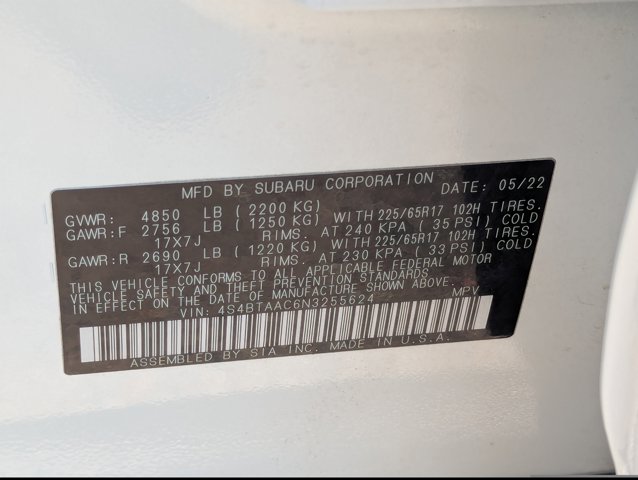 MFD BY SUBARU CORPORATION DATE: 05/22
GVWR: 4850 LB (2200 KG)
GAWR:F 2756 LB (1250 KG) WITH 225/65R17 102H TIRES.
17X7J RIMS. AT 240 KPA (35 PSI) COLD
GAWR:R 2690 LB (1220 KG) WITH 225/65R17 102H TIRES.
17X7J RIMS. AT 230 KPA (33 PSI) COLD
THIS VEHICLE CONFORMS TO ALL APPLICABLE FEDERAL MOTOR
VEHICLE SAFETY AND THEFT PREVENTION STANDARDS
IN EFFECT ON THE DATE OF MANUFACTURE SHOWN ABOVE.
VIN: 4S4BTAAC6N3255624 MPV
ASSEMBLED BY SIA INC. MADE IN U.S.A.